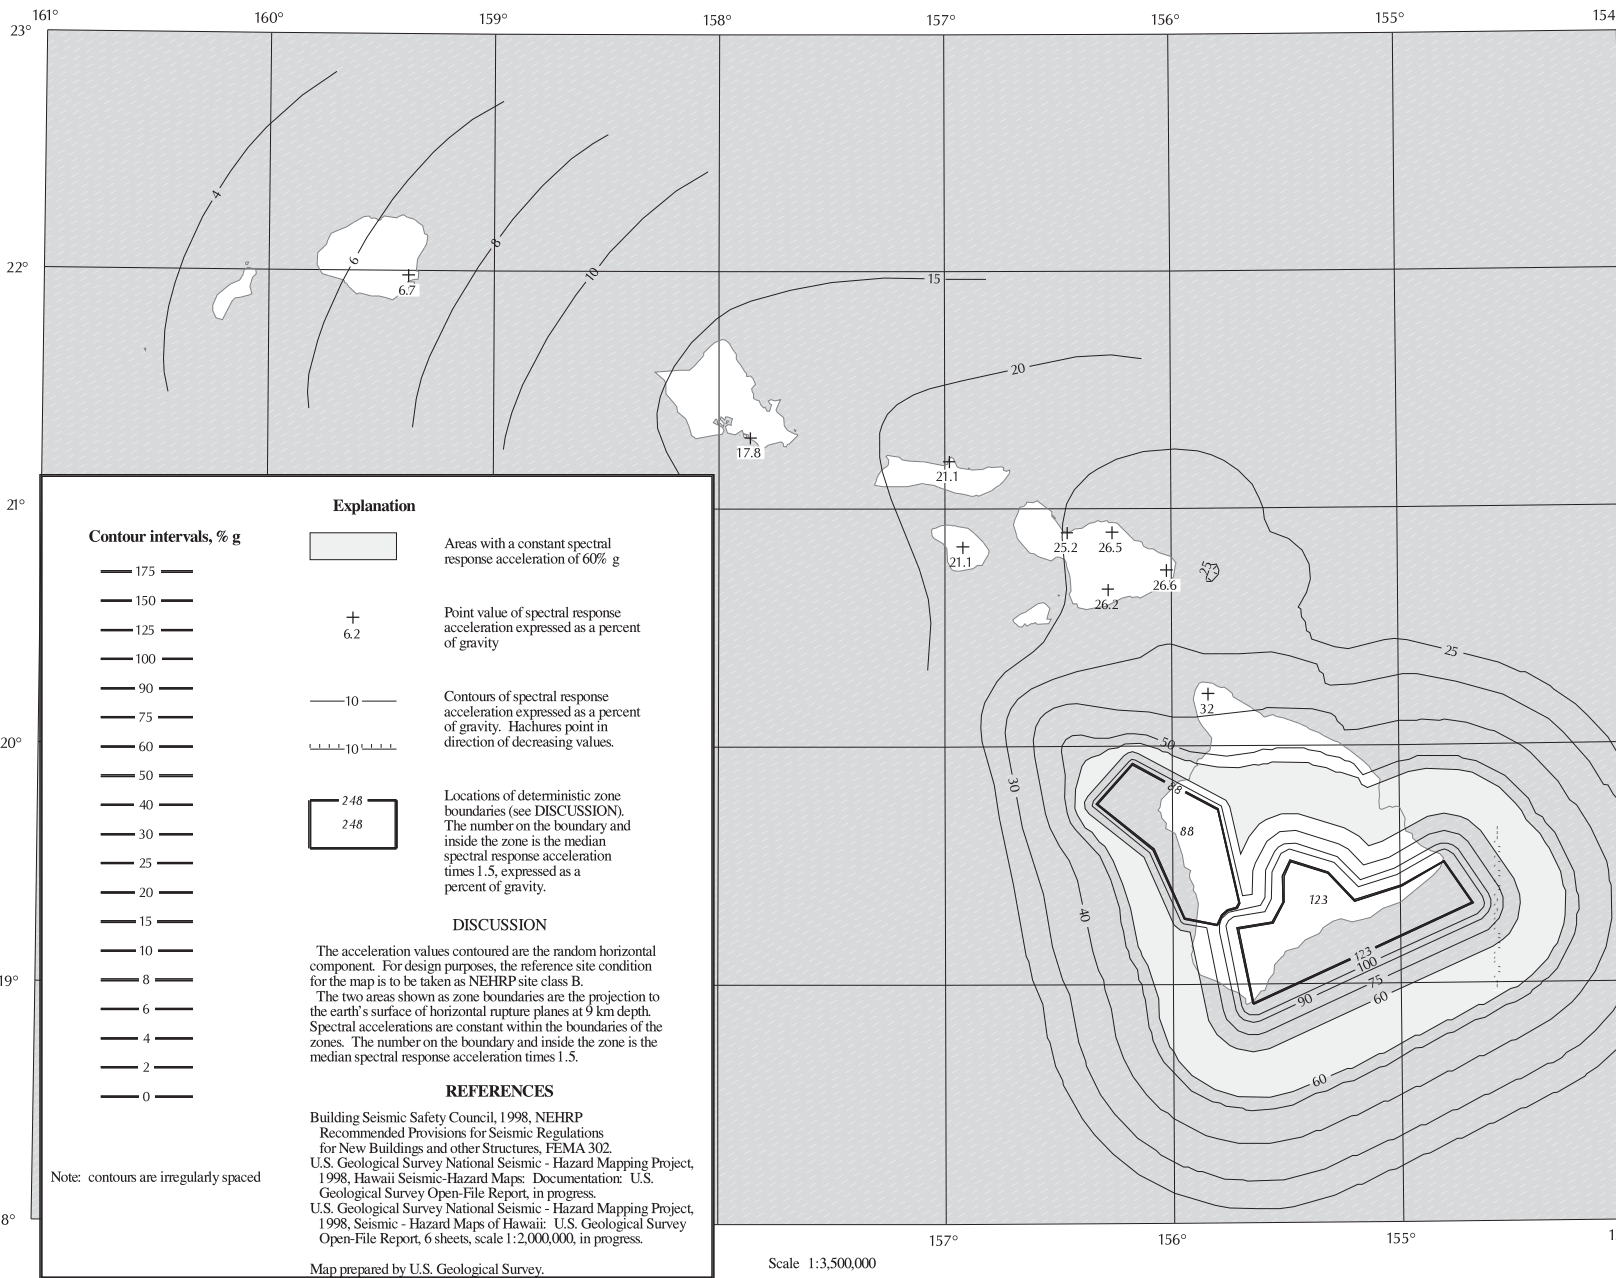 161°
160°
159°
158°
157°
156°
155°
154
23°
22°
21°
20°
19°
8°
4
6
8
10
15
20
6.7
17.8
21.1
21.1
25.2
26.5
26.6
26.2
25
25
32
50
30
88
88
40
123
123
100
75
90
60
60
157°
156°
155°
1
Scale 1:3,500,000
Explanation
Contour intervals, % g
175
150
125
100
90
75
60
50
40
30
25
20
15
10
8
6
4
2
0
Note: contours are irregularly spaced
Areas with a constant spectral
response acceleration of 60% g
6.2
Point value of spectral response
acceleration expressed as a percent
of gravity
10
Contours of spectral response
acceleration expressed as a percent
of gravity. Hachures point in
direction of decreasing values.
10
248
248
Locations of deterministic zone
boundaries (see DISCUSSION).
The number on the boundary and
inside the zone is the median
spectral response acceleration
times 1.5, expressed as a
percent of gravity.
DISCUSSION
The acceleration values contoured are the random horizontal
component. For design purposes, the reference site condition
for the map is to be taken as NEHRP site class B.
The two areas shown as zone boundaries are the projection to
the earth's surface of horizontal rupture planes at 9 km depth.
Spectral accelerations are constant within the boundaries of the
zones. The number on the boundary and inside the zone is the
median spectral response acceleration times 1.5.
REFERENCES
Building Seismic Safety Council, 1998, NEHRP
Recommended Provisions for Seismic Regulations
for New Buildings and other Structures, FEMA 302.
U.S. Geological Survey National Seismic - Hazard Mapping Project,
1998, Hawaii Seismic-Hazard Maps: Documentation: U.S.
Geological Survey Open-File Report, in progress.
U.S. Geological Survey National Seismic - Hazard Mapping Project,
1998, Seismic - Hazard Maps of Hawaii: U.S. Geological Survey
Open-File Report, 6 sheets, scale 1:2,000,000, in progress.
Map prepared by U.S. Geological Survey.